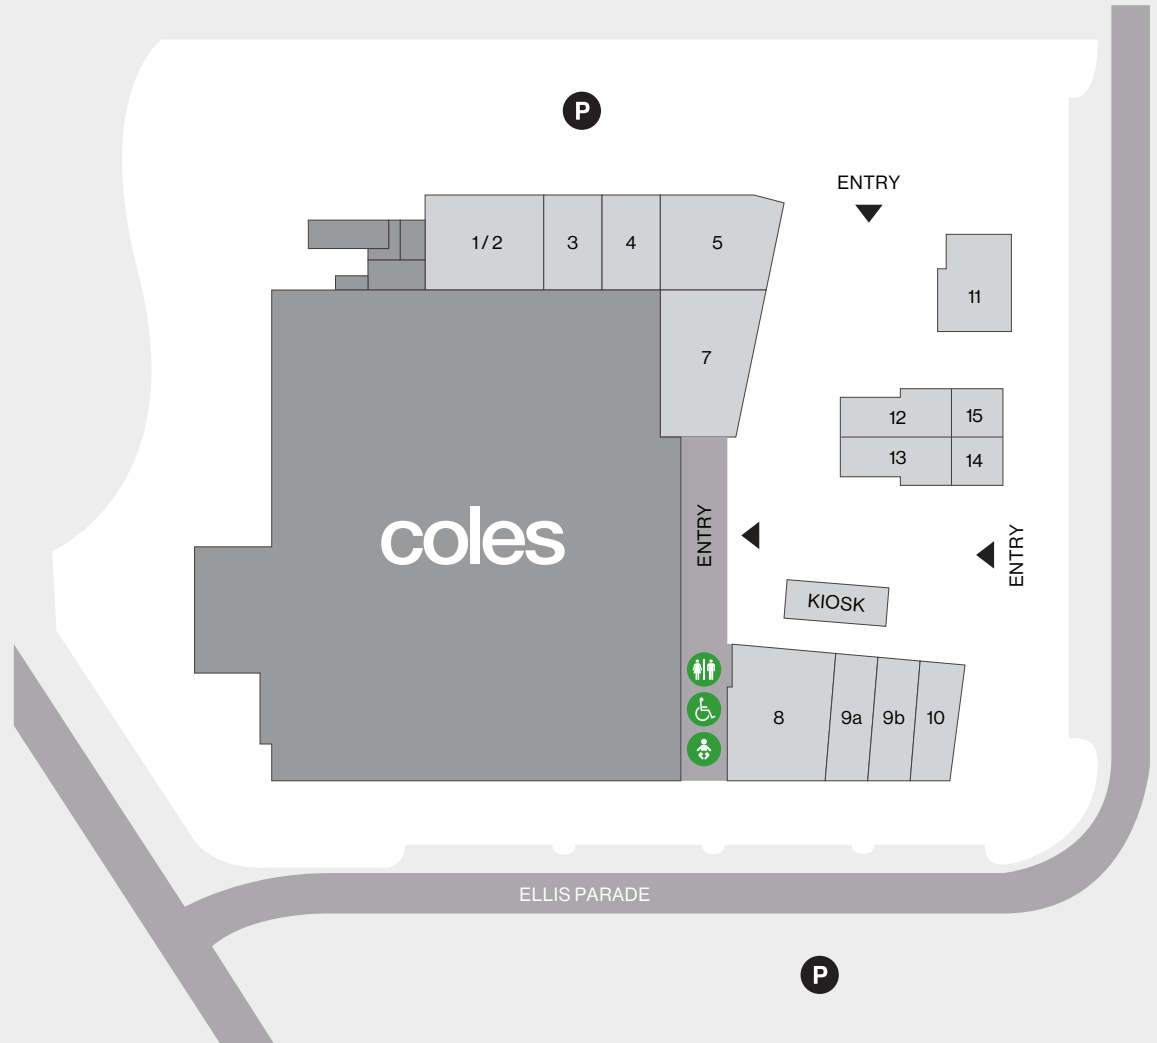 P
ENTRY
1/2
3
4
5
11
7
12
15
13
14
coles
ENTRY
ENTRY
KIOSK
8
9a
9b
10
ELLIS PARADE
P